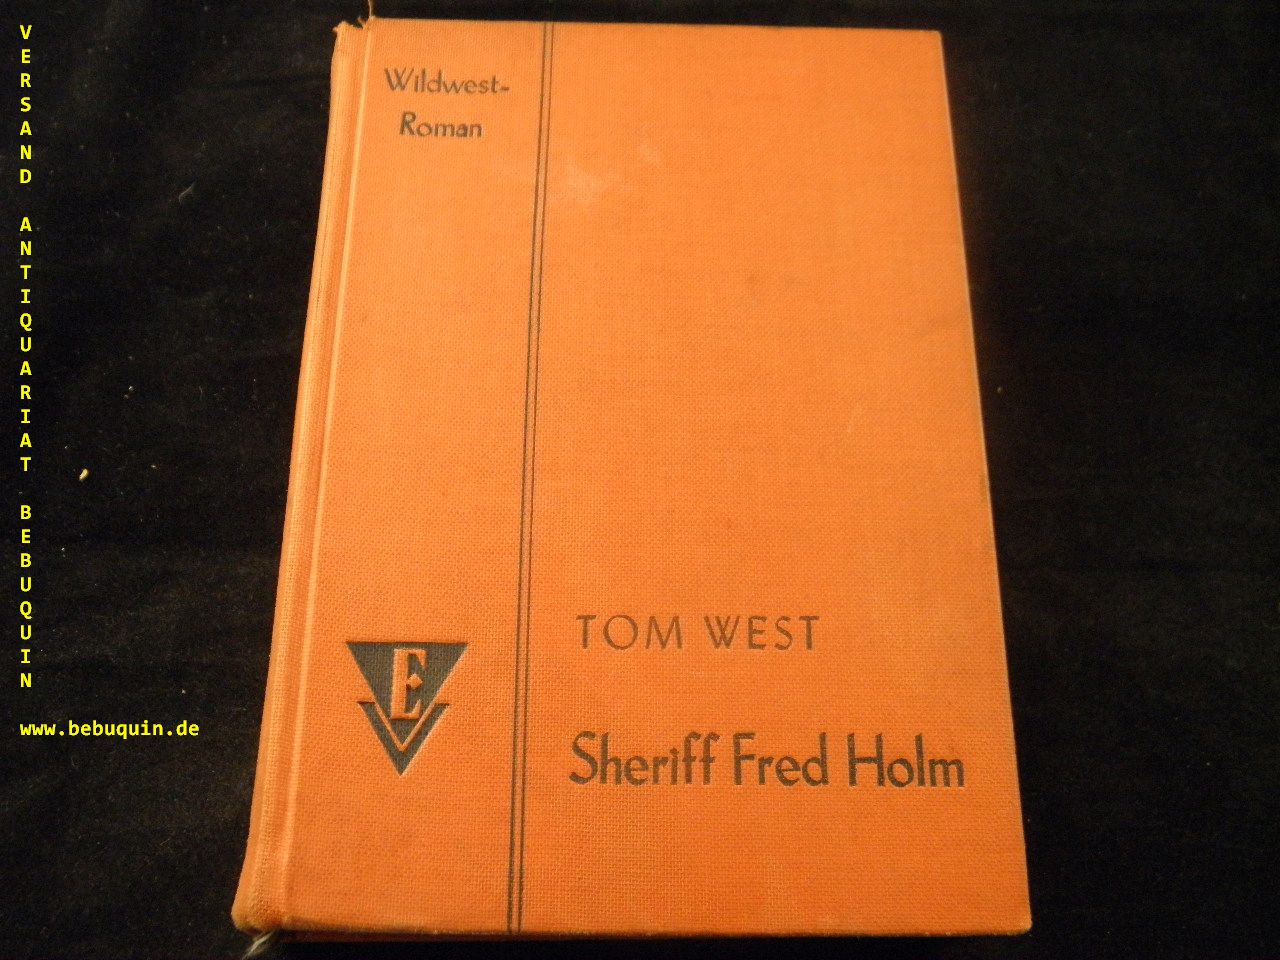 VERSAND ANTIQUARIAT BEBUQUIN
www.bebuquin.de
Wildwest-
Roman
E
TOM WEST
Sheriff Fred Holm